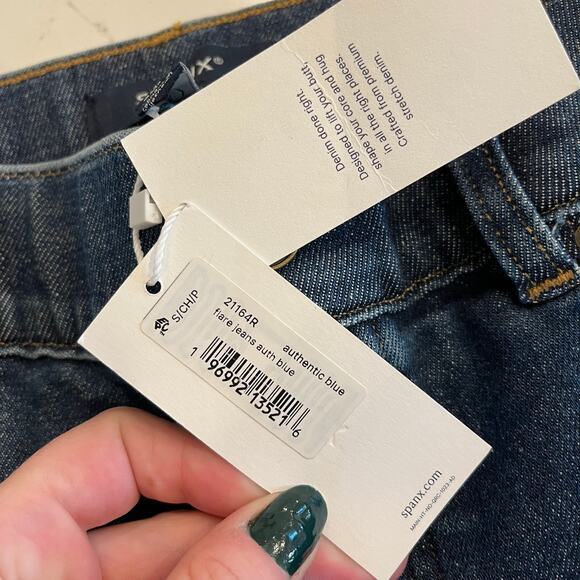 Denim done right.
Designed to lift your butt,
shape your core and hug
in all the right places.
Crafted from premium
stretch denim.
S/CH/P
21164R
authentic blue
flare jeans auth blue
1 96992 13521 6
spanx.com